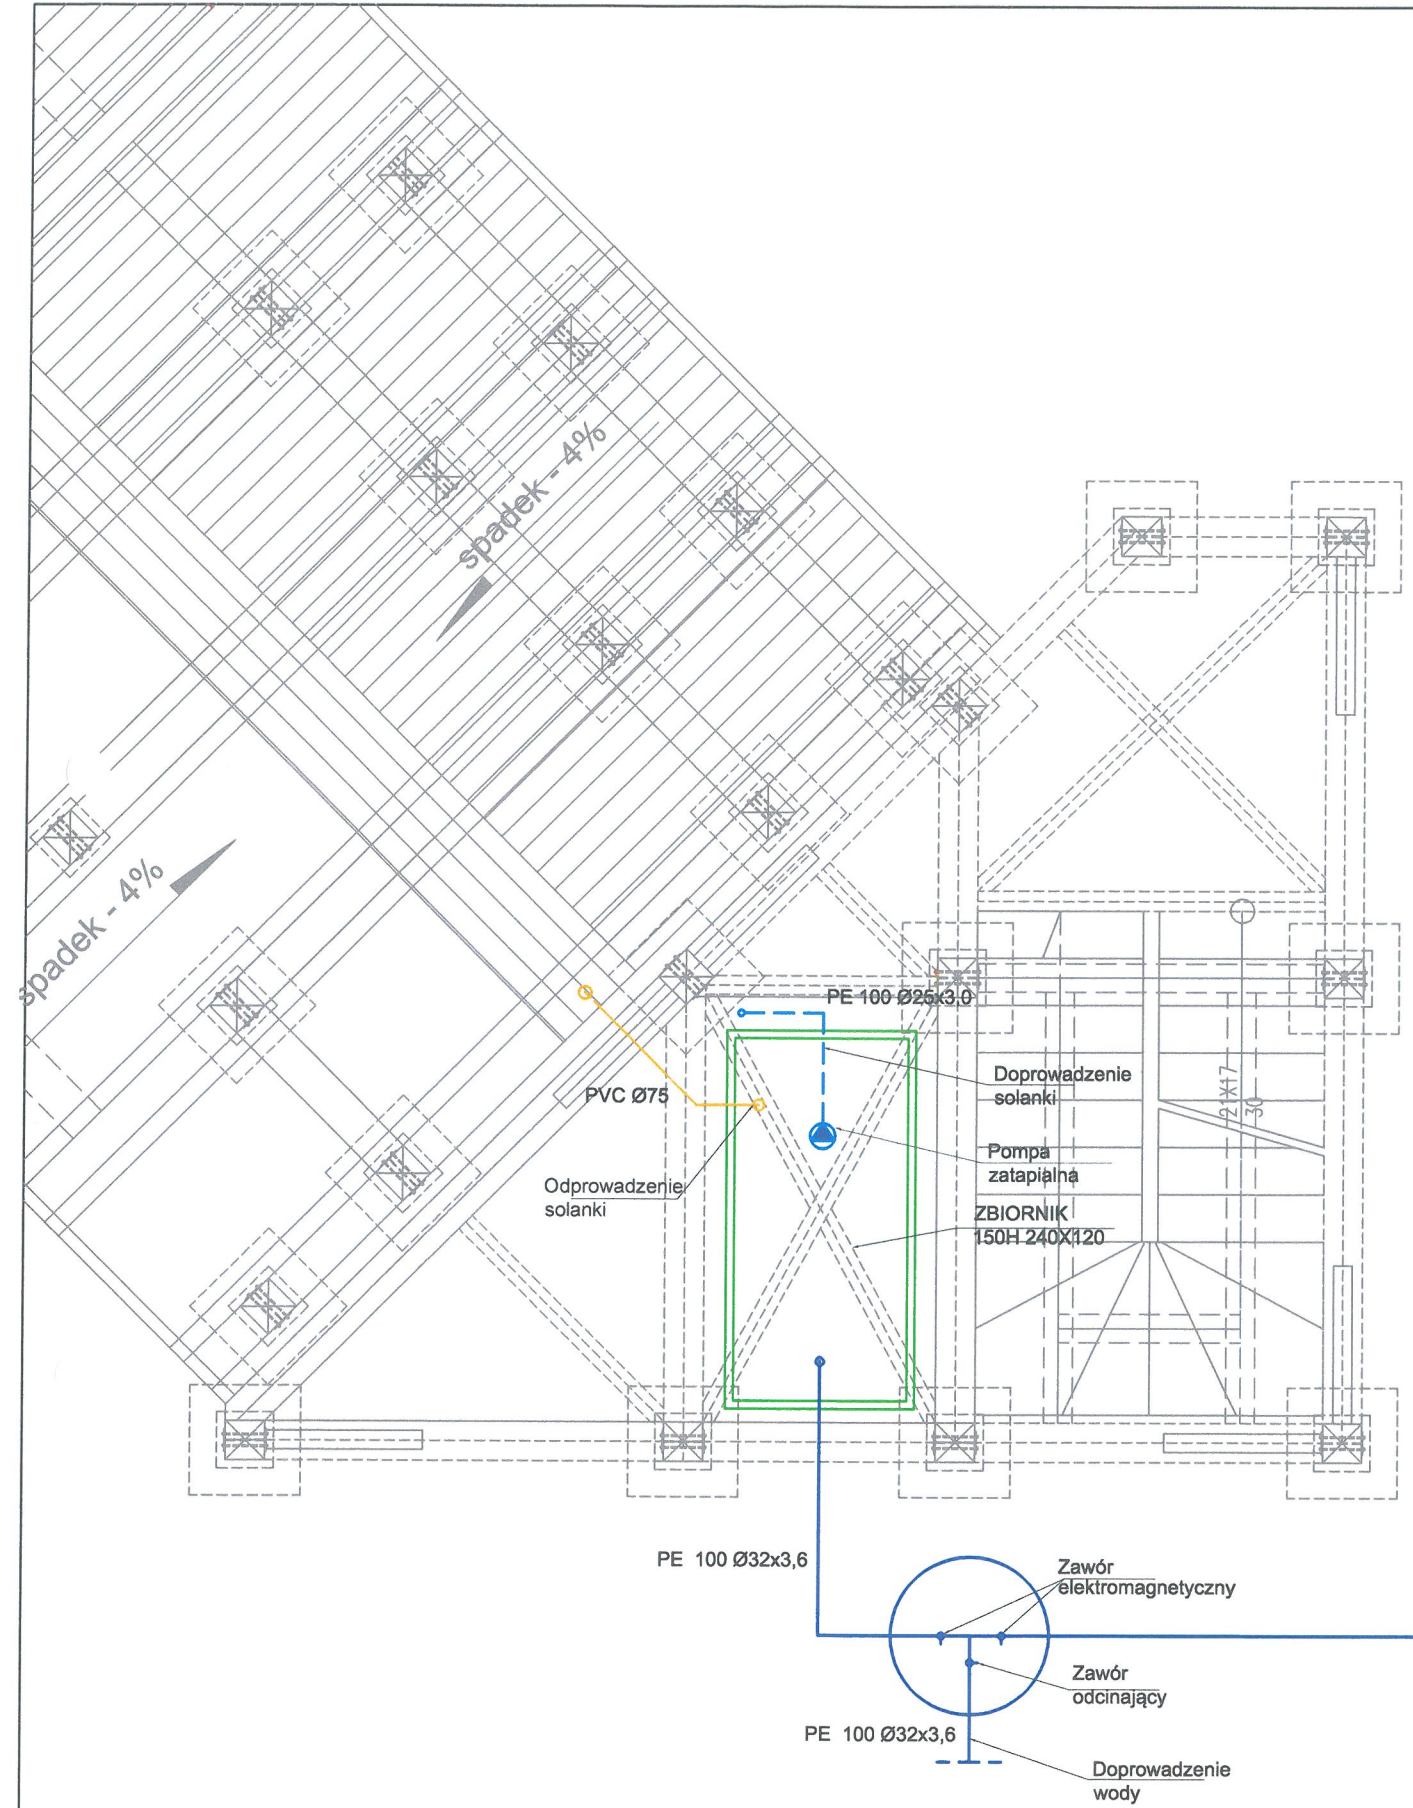 spadek - 4%
spadek - 4%
PE 100 Ø25x3,0
Doprowadzenie
solanki
21X17
30
PVC Ø75
Pompa
zatapialna
Odprowadzenie
solanki
ZBIORNIK
150H 240X120
PE 100 Ø32x3,6
Zawór
elektromagnetyczny
Zawór
odcinający
PE 100 Ø32x3,6
Doprowadzenie
wody